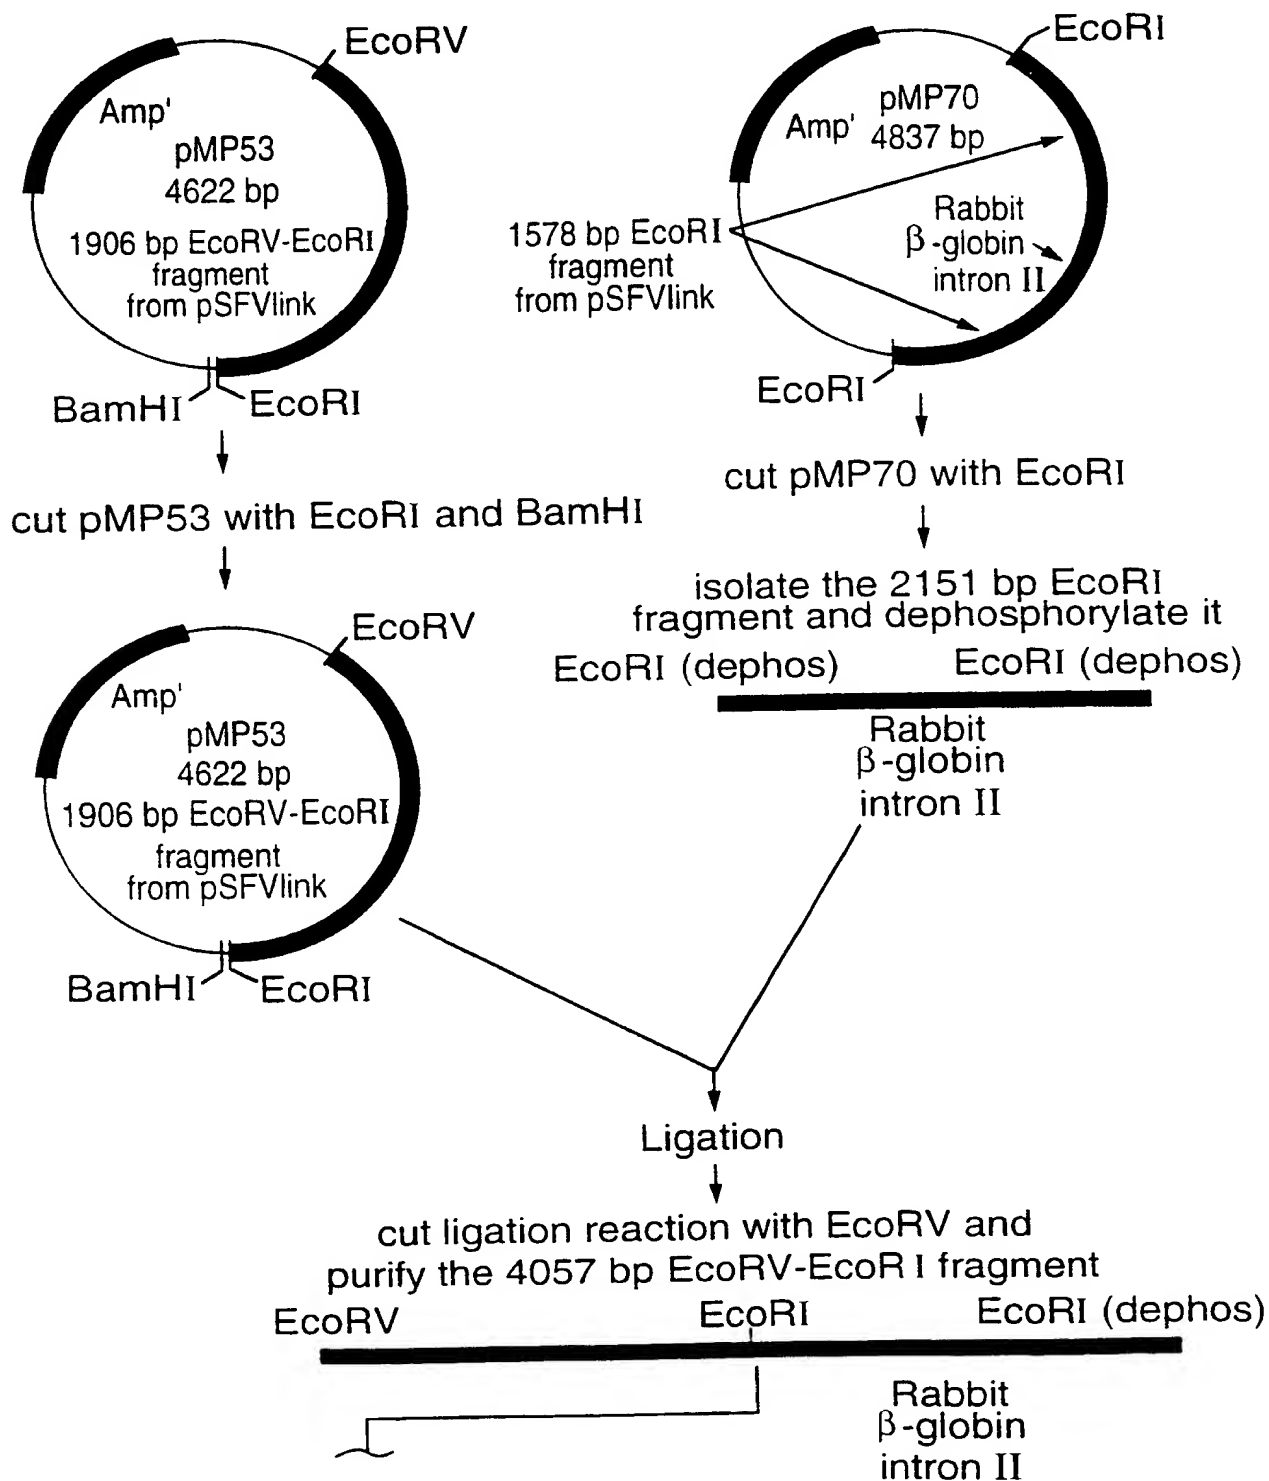 EcoRV
Amp'
pMP53
4622 bp
1906 bp EcoRV-EcoRI
fragment
from pSFVlink
BamHI
EcoRI
cut pMP53 with EcoRI and BamHI
EcoRV
Amp'
pMP53
4622 bp
1906 bp EcoRV-EcoRI
fragment
from pSFVlink
BamHI
EcoRI
EcoRI
pMP70
Amp' 4837 bp
1578 bp EcoRI
fragment
from pSFVlink
Rabbit
β-globin
intron II
EcoRI
cut pMP70 with EcoRI
isolate the 2151 bp EcoRI
fragment and dephosphorylate it
EcoRI (dephos) EcoRI (dephos)
Rabbit
β-globin
intron II
Ligation
cut ligation reaction with EcoRV and
purify the 4057 bp EcoRV-EcoRI fragment
EcoRV EcoRI EcoRI (dephos)
Rabbit
β-globin
intron II